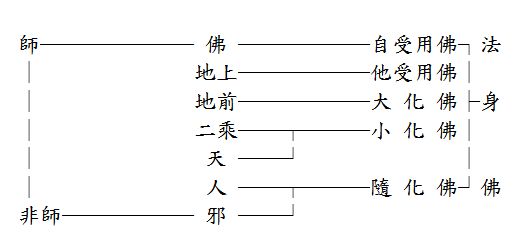 師 佛 自受用佛 法
地上 他受用佛
地前 大化佛 身
二乘 小化佛
天
人 隨化佛 佛
非師 邪